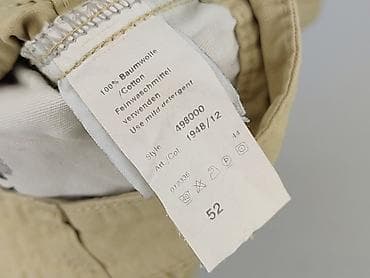 100% Baumwolle
/Cotton
Feinwaschmittel
verwenden
Use mild detergent
Style 498000
Art./Col. 1948/12
52